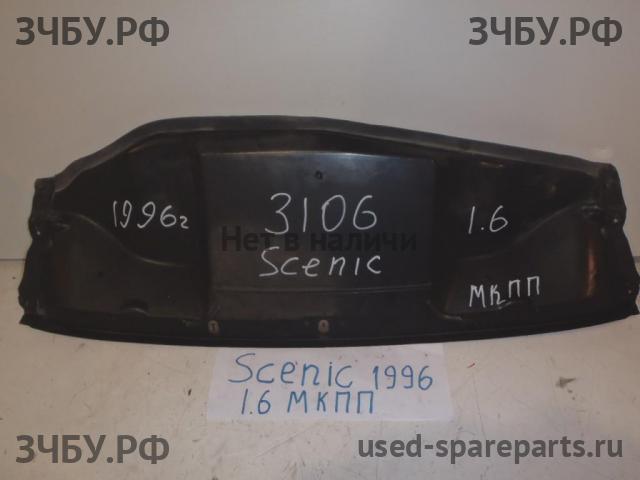 ЗЧБУ.РФ ЗЧБУ.РФ
1996г 3106 1.6
Нет в наличии
Scenic
МКПП
Scenic 1996
1.6 МКПП
ЗЧБУ.РФ used-spareparts.ru